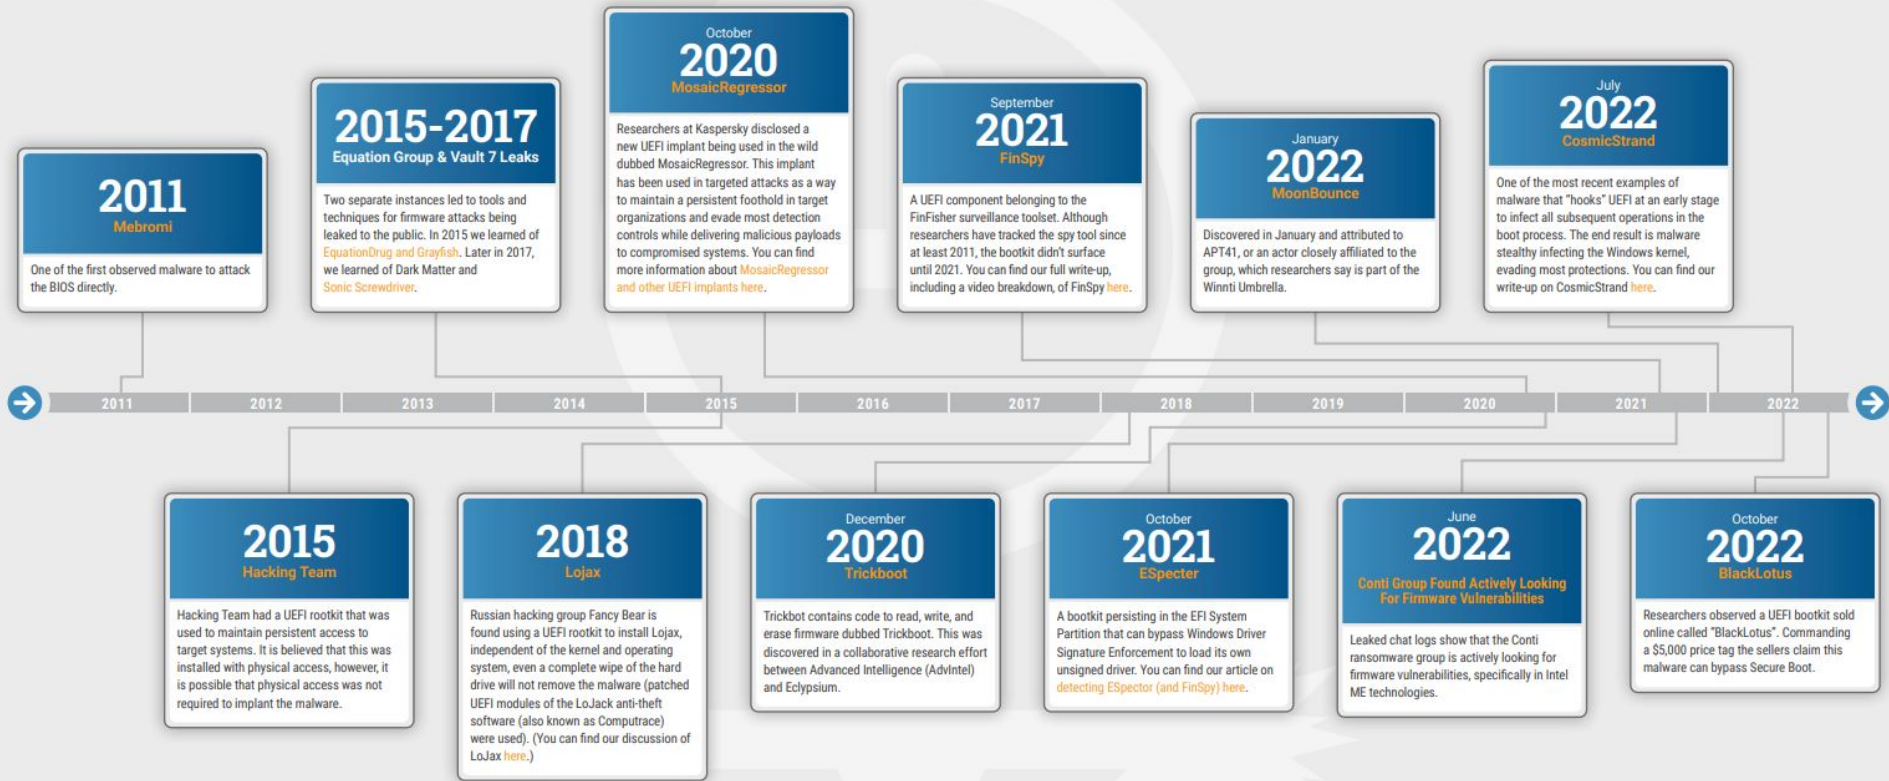 2011
Mebromi
One of the first observed malware to attack
the BIOS directly.
2015-2017
Equation Group & Vault 7 Leaks
Two separate instances led to tools and
techniques for firmware attacks being
leaked to the public. In 2015 we learned of
EquationDrug and Grayfish. Later in 2017,
we learned of Dark Matter and
Sonic Screwdriver.
October
2020
MosaicRegressor
Researchers at Kaspersky disclosed a
new UEFI implant being used in the wild
dubbed MosaicRegressor. This implant
has been used in targeted attacks as a way
to maintain a persistent foothold in target
organizations and evade most detection
controls while delivering malicious payloads
to compromised systems. You can find
more information about MosaicRegressor
and other UEFI implants here.
September
2021
FinSpy
A UEFI component belonging to the
FinFisher surveillance toolset. Although
researchers have tracked the spy tool since
at least 2011, the bootkit didn't surface
until 2021. You can find our full write-up,
including a video breakdown, of FinSpy here.
January
2022
MoonBounce
Discovered in January and attributed to
APT41, or an actor closely affiliated to the
group, which researchers say is part of the
Winnti Umbrella.
July
2022
CosmicStrand
One of the most recent examples of
malware that "hooks" UEFI at an early stage
to infect all subsequent operations in the
boot process. The end result is malware
stealthy infecting the Windows kernel,
evading most protections. You can find our
write-up on CosmicStrand here.
2011 2012 2013 2014 2015 2016 2017 2018 2019 2020 2021 2022
2015
Hacking Team
Hacking Team had a UEFI rootkit that was
used to maintain persistent access to
target systems. It is believed that this was
installed with physical access, however, it
is possible that physical access was not
required to implant the malware.
2018
Lojax
Russian hacking group Fancy Bear is
found using a UEFI rootkit to install Lojax,
independent of the kernel and operating
system, even a complete wipe of the hard
drive will not remove the malware (patched
UEFI modules of the LoJack anti-theft
software (also known as Computrace)
were used). (You can find our discussion of
LoJax here.)
December
2020
Trickboot
Trickbot contains code to read, write, and
erase firmware dubbed Trickboot. This was
discovered in a collaborative research effort
between Advanced Intelligence (AdvIntel)
and Eclypsium.
October
2021
ESpecter
A bootkit persisting in the EFI System
Partition that can bypass Windows Driver
Signature Enforcement to load its own
unsigned driver. You can find our article on
detecting ESpector (and FinSpy) here.
June
2022
Conti Group Found Actively Looking
For Firmware Vulnerabilities
Leaked chat logs show that the Conti
ransomware group is actively looking for
firmware vulnerabilities, specifically in Intel
ME technologies.
October
2022
BlackLotus
Researchers observed a UEFI bootkit sold
online called "BlackLotus". Commanding
a $5,000 price tag the sellers claim this
malware can bypass Secure Boot.